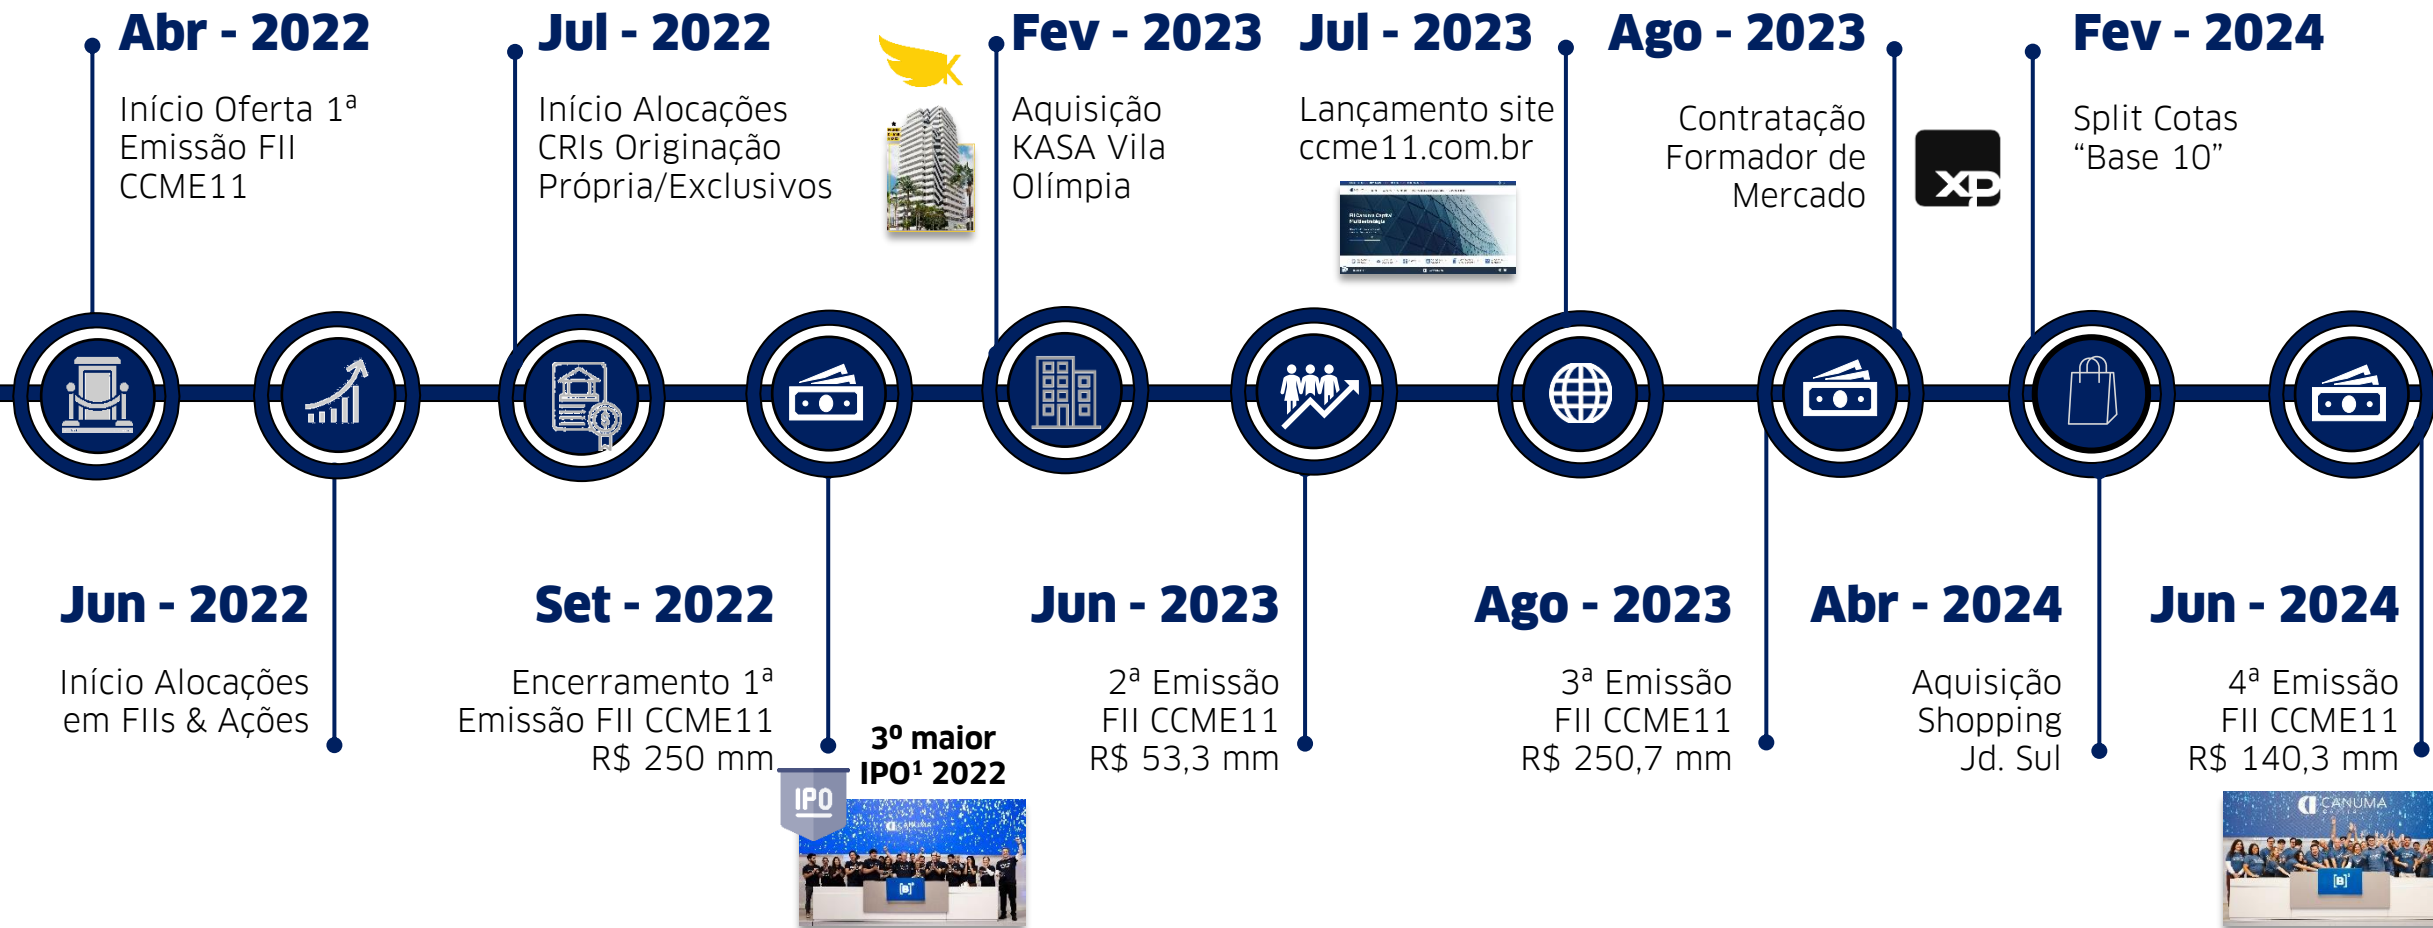 Abr - 2022
Início Oferta 1ª
Emissão FII
CCME11
Jul - 2022
Início Alocações
CRIs Originação
Própria/Exclusivos
K
Fev - 2023
Aquisição
KASA Vila
Olímpia
Jul - 2023
Lançamento site
ccme11.com.br
Ago - 2023
Contratação
Formador de
Mercado
XP
Fev - 2024
Split Cotas
“Base 10”
Jun - 2022
Início Alocações
em FIIs & Ações
Set - 2022
Encerramento 1ª
Emissão FII CCME11
R$ 250 mm
3º maior
IPO¹ 2022
IPO
CANUMA
[B]³
Jun - 2023
2ª Emissão
FII CCME11
R$ 53,3 mm
Ago - 2023
3ª Emissão
FII CCME11
R$ 250,7 mm
Abr - 2024
Aquisição
Shopping
Jd. Sul
Jun - 2024
4ª Emissão
FII CCME11
R$ 140,3 mm
CANUMA
CAPITAL
[B]³